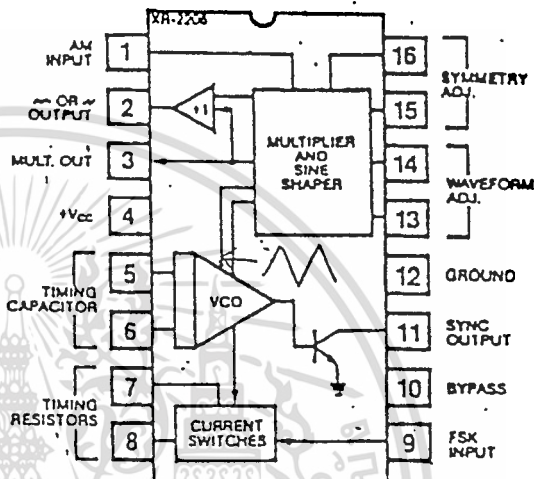 XR-2206
AM
INPUT
1
OR
OUTPUT
2
MULT. OUT
3
+VCC
4
TIMING
CAPACITOR
5
6
TIMING
RESISTORS
7
8
+1
MULTIPLIER
AND
SINE
SHAPER
VCO
CURRENT
SWITCHES
16
SYMMETRY
ADJ.
15
14
WAVEFORM
ADJ.
13
12
GROUND
11
SYNC
OUTPUT
10
BYPASS
9
FSK
INPUT